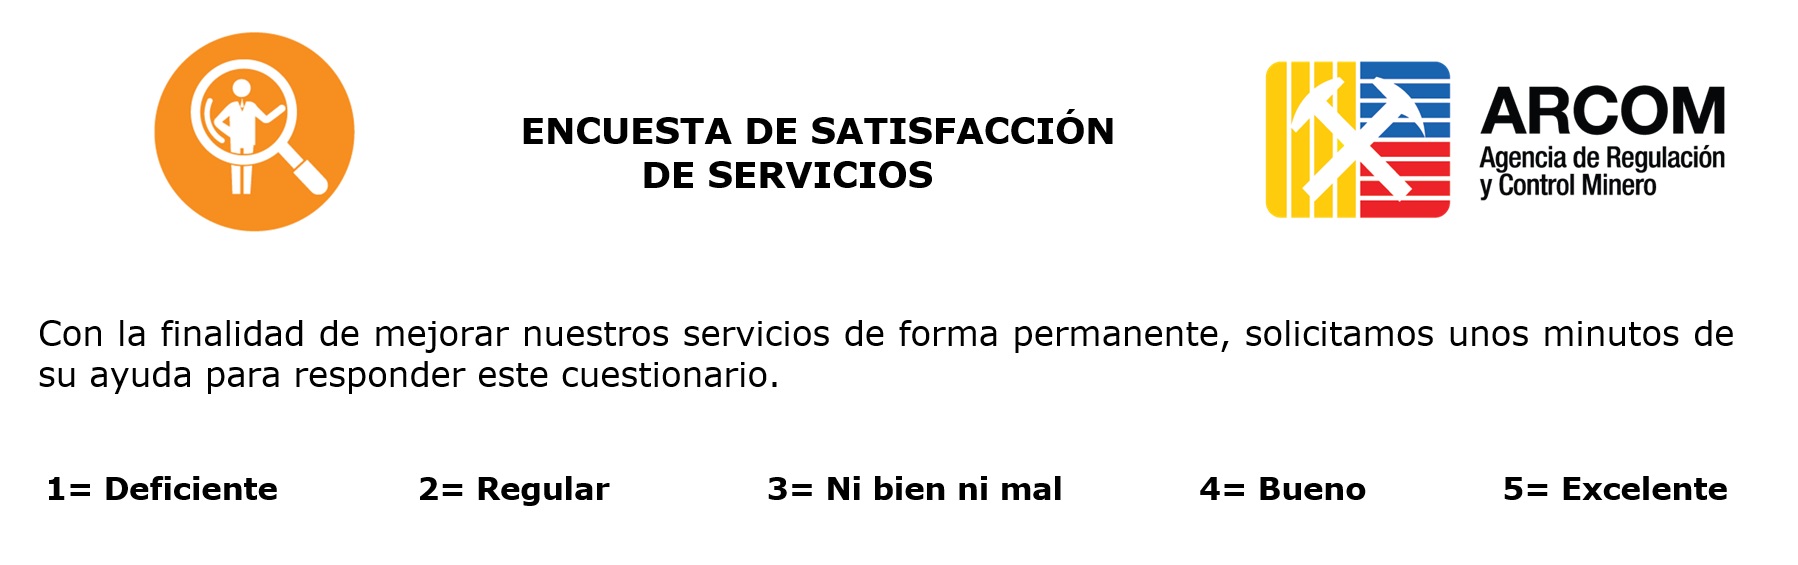 ENCUESTA DE SATISFACCIÓN
DE SERVICIOS
ARCOM
Agencia de Regulación
y Control Minero
Con la finalidad de mejorar nuestros servicios de forma permanente, solicitamos unos minutos de
su ayuda para responder este cuestionario.
1= Deficiente 2= Regular 3= Ni bien ni mal 4= Bueno 5= Excelente